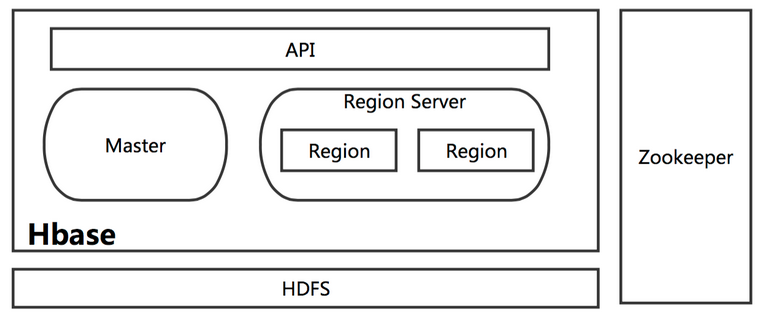 API
Master
Region Server
Region
Region
Hbase
Zookeeper
HDFS